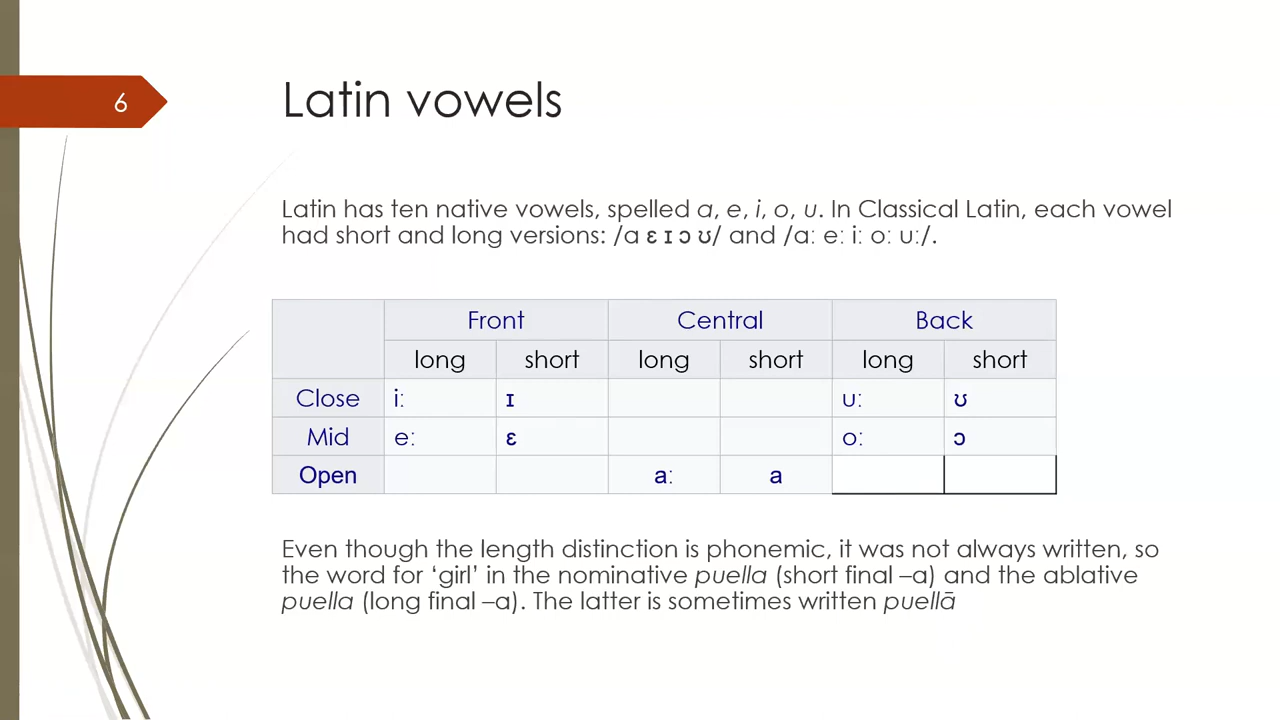 6
Latin vowels
Latin has ten native vowels, spelled a, e, i, o, u. In Classical Latin, each vowel
had short and long versions: /a ɛ ɪ ɔ ʊ/ and /aː eː iː oː uː/.
Front Central Back
long short long short long short
Close iː ɪ uː ʊ
Mid eː ɛ oː ɔ
Open aː a
Even though the length distinction is phonemic, it was not always written, so
the word for ‘girl’ in the nominative puella (short final –a) and the ablative
puella (long final –a). The latter is sometimes written puellā